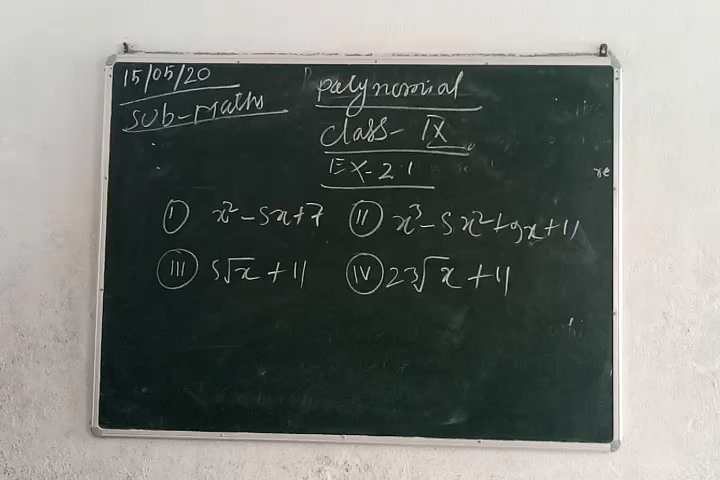 15/05/20
Polynomial
Sub-Maths
Class- IX
EX-2.1
I x² - 5x + 7 II x³ - 5x² + 9x + 11
III 5√x + 11 IV 2 ³√x + 11